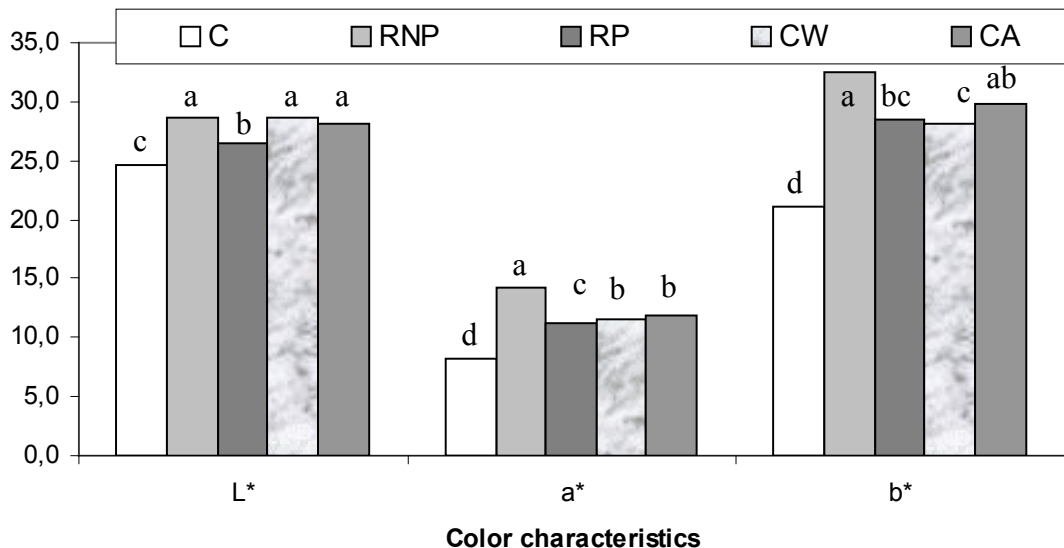 C RNP RP CW CA
35,0
30,0
25,0
20,0
15,0
10,0
5,0
0,0
c a b a a
d a c b b
d a bc c ab
L* a* b*
Color characteristics